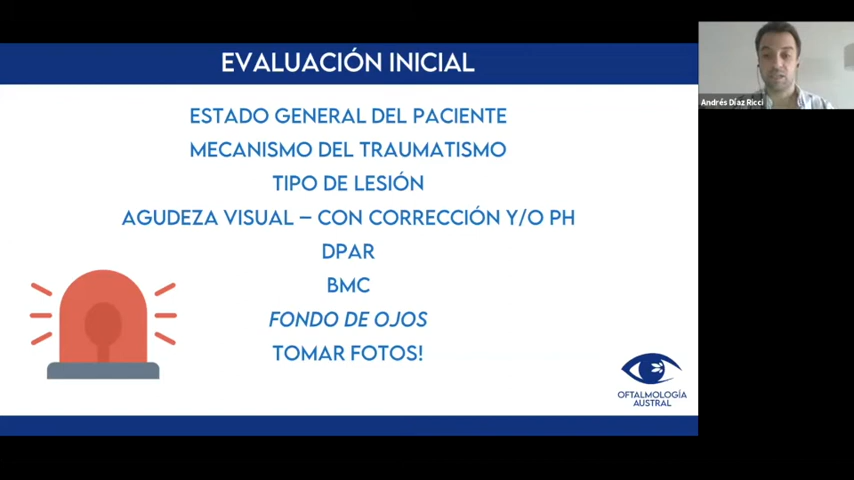 EVALUACIÓN INICIAL
ESTADO GENERAL DEL PACIENTE
MECANISMO DEL TRAUMATISMO
TIPO DE LESIÓN
AGUDEZA VISUAL – CON CORRECCIÓN Y/O PH
DPAR
BMC
FONDO DE OJOS
TOMAR FOTOS!
OFTALMOLOGÍA
AUSTRAL
Andrés Díaz Ricci